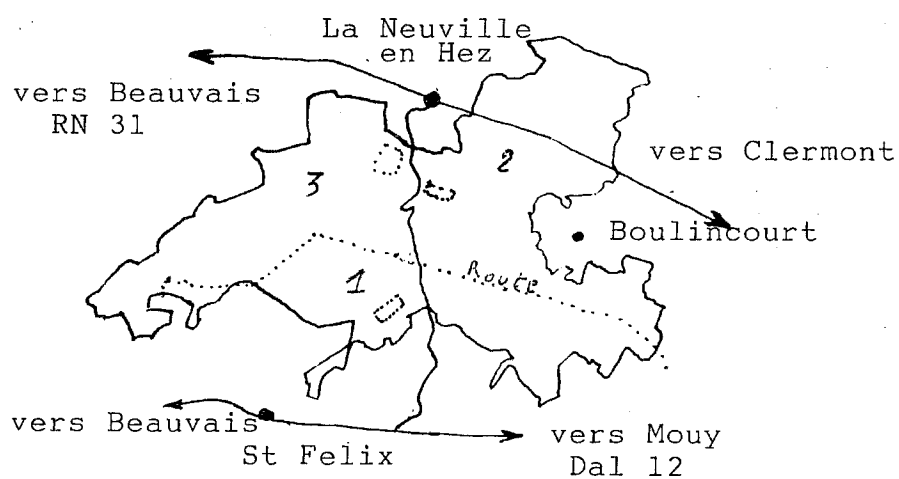 La Neuville
en Hez
vers Beauvais
RN 31
vers Clermont
2
3
Boulincourt
Route
1
vers Beauvais
St Felix
vers Mouy
Dal 12